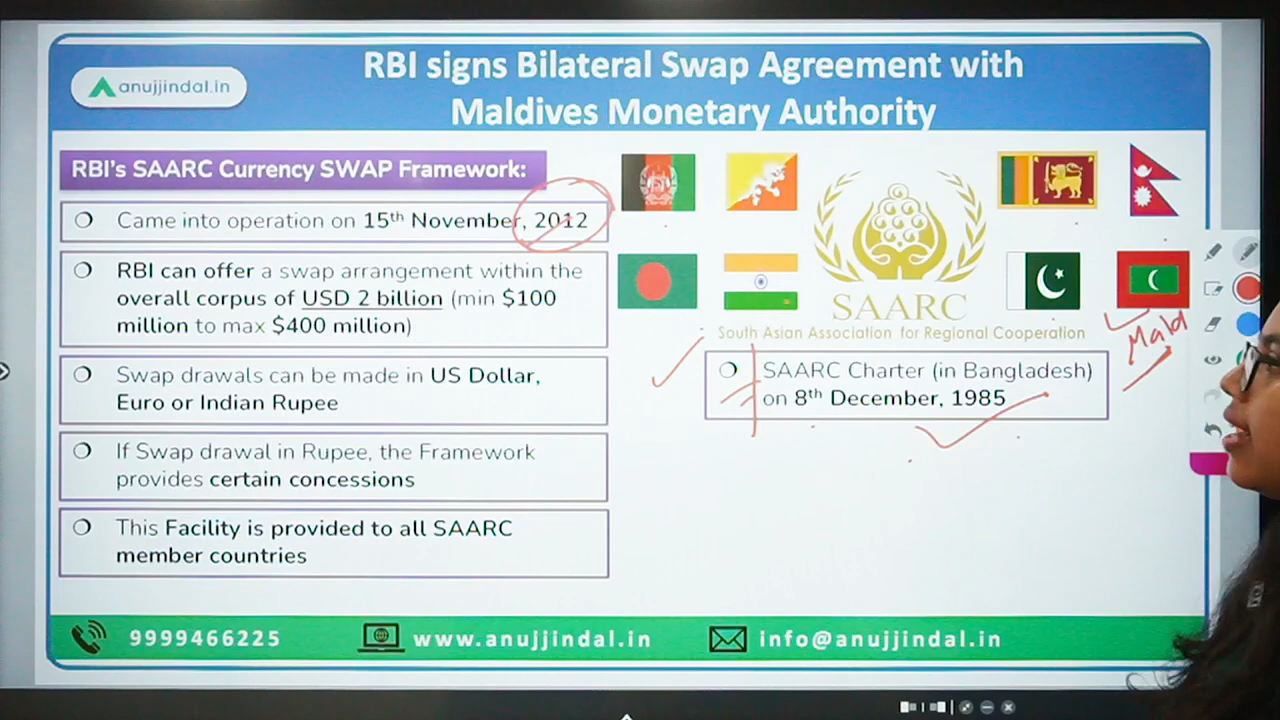 RBI signs Bilateral Swap Agreement with
Maldives Monetary Authority
anujjindal.in
RBI's SAARC Currency SWAP Framework:
Came into operation on 15th November, 2012
RBI can offer a swap arrangement within the
overall corpus of USD 2 billion (min $100
million to max $400 million)
Swap drawals can be made in US Dollar,
Euro or Indian Rupee
If Swap drawal in Rupee, the Framework
provides certain concessions
This Facility is provided to all SAARC
member countries
SAARC
South Asian Association for Regional Cooperation
Mald
SAARC Charter (in Bangladesh)
on 8th December, 1985
9999466225
www.anujjindal.in
info@anujjindal.in